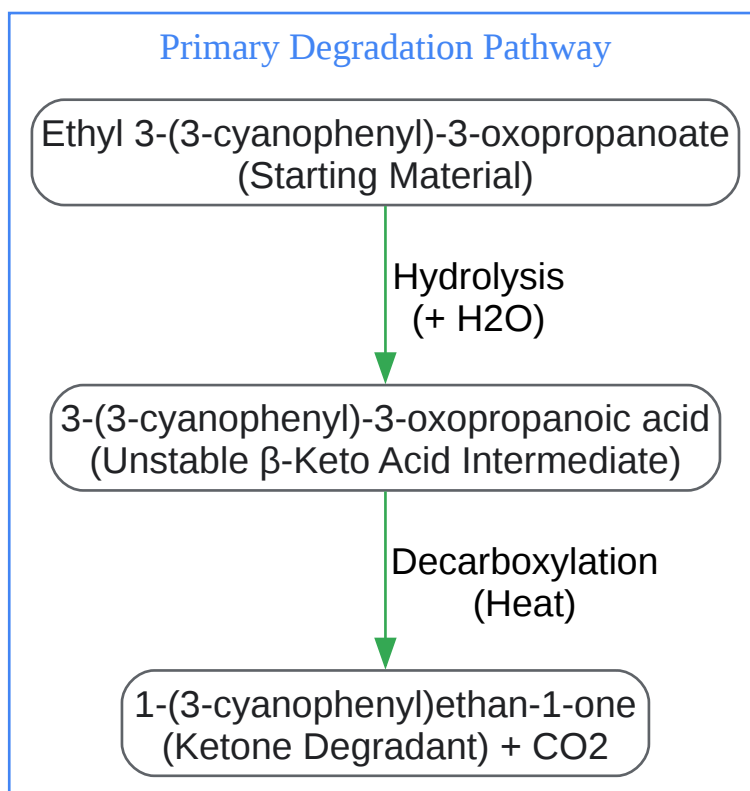 Primary Degradation Pathway
Ethyl 3-(3-cyanophenyl)-3-oxopropanoate
(Starting Material)
Hydrolysis
(+ H2O)
3-(3-cyanophenyl)-3-oxopropanoic acid
(Unstable β-Keto Acid Intermediate)
Decarboxylation
(Heat)
1-(3-cyanophenyl)ethan-1-one
(Ketone Degradant) + CO2